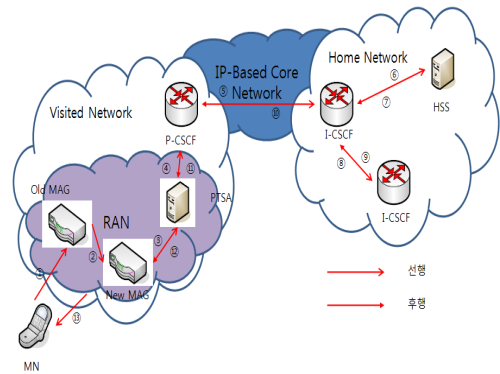 Home Network
IP-Based Core
Network
⑥
⑤
⑦
HSS
⑩
Visited Network
P-CSCF
I-CSCF
④
⑪
⑧
⑨
Old MAG
PTSA
RAN
I-CSCF
②
③
⑫
①
New MAG
선행
⑬
후행
MN